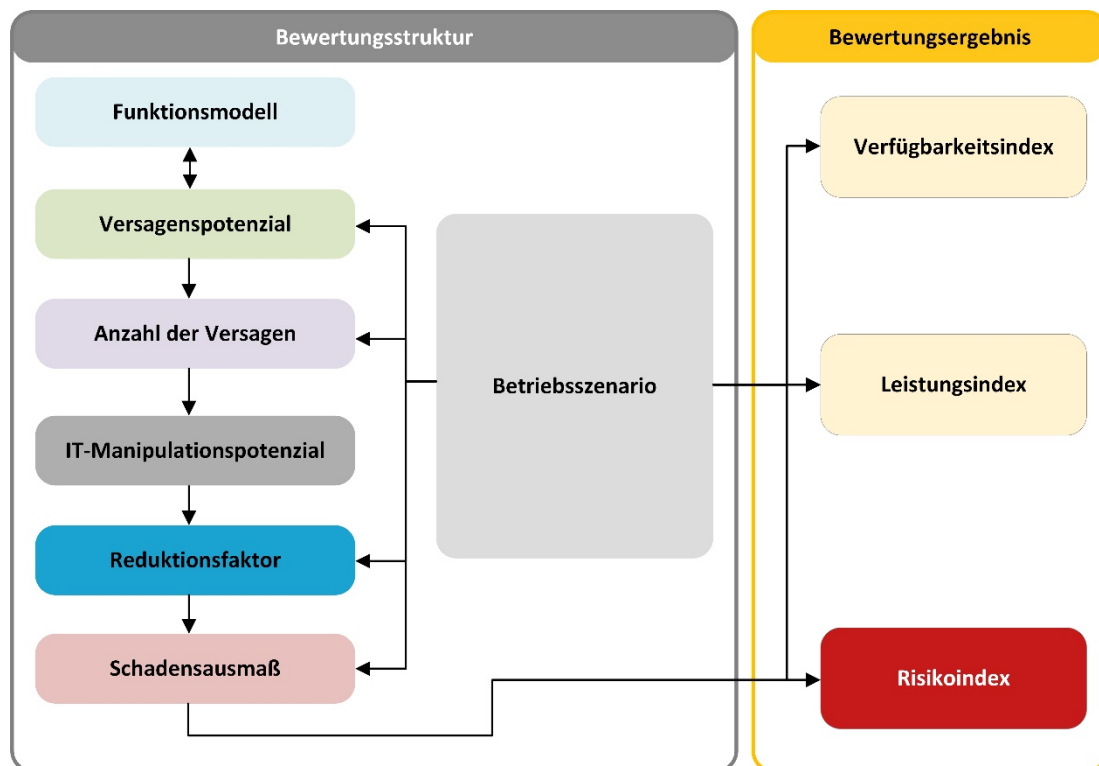 Bewertungsstruktur
Funktionsmodell
Versagenspotenzial
Anzahl der Versagen
IT-Manipulationspotenzial
Reduktionsfaktor
Schadensausmaß
Betriebsszenario
Bewertungsergebnis
Verfügbarkeitsindex
Leistungsindex
Risikoindex